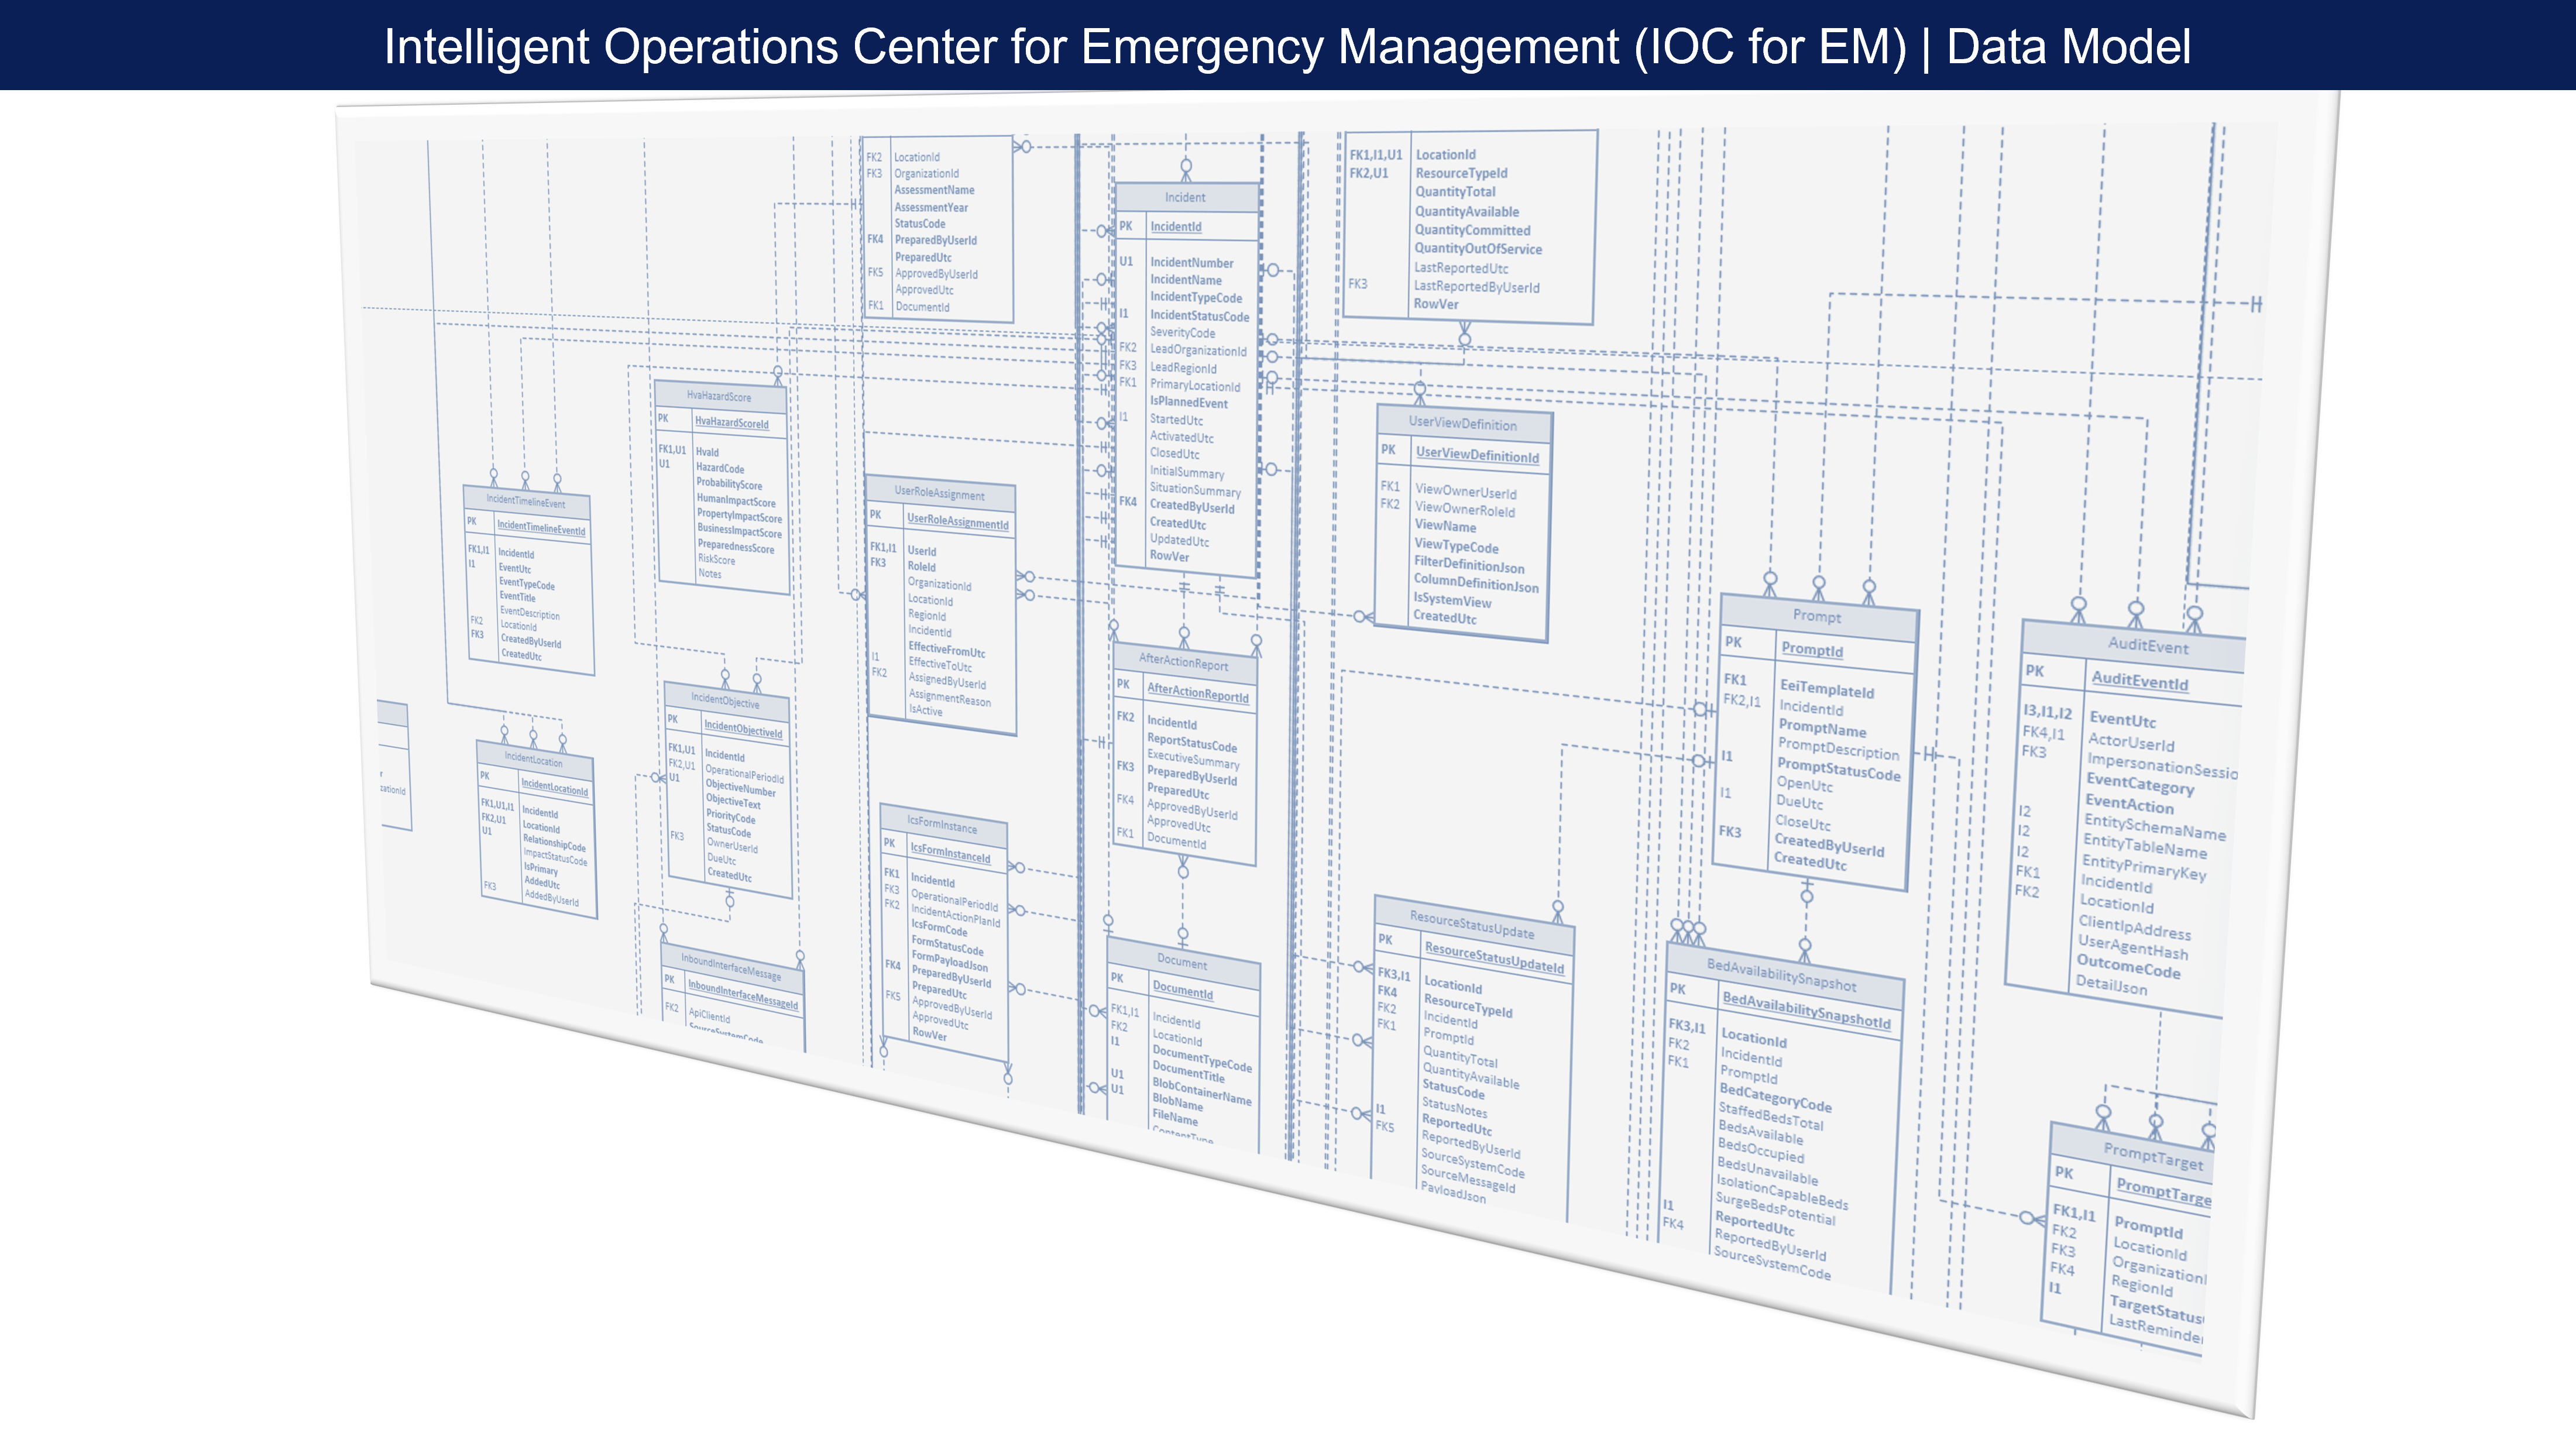 Intelligent Operations Center for Emergency Management (IOC for EM) | Data Model
FK2 LocationId
FK3 OrganizationId
AssessmentName
AssessmentYear
StatusCode
FK4 PreparedByUserId
PreparedUtc
FK5 ApprovedByUserId
ApprovedUtc
FK1 DocumentId
Incident
PK IncidentId
U1 IncidentNumber
IncidentName
IncidentTypeCode
I1 IncidentStatusCode
SeverityCode
FK2 LeadOrganizationId
FK3 LeadRegionId
FK1 PrimaryLocationId
IsPlannedEvent
I1 StartedUtc
ActivatedUtc
ClosedUtc
InitialSummary
SituationSummary
FK4 CreatedByUserId
CreatedUtc
UpdatedUtc
RowVer
FK1,I1,U1 LocationId
FK2,U1 ResourceTypeId
QuantityTotal
QuantityAvailable
QuantityCommitted
QuantityOutOfService
LastReportedUtc
FK3 LastReportedByUserId
RowVer
HvaHazardScore
PK HvaHazardScoreId
FK1,U1 HvaId
U1 HazardCode
ProbabilityScore
HumanImpactScore
PropertyImpactScore
BusinessImpactScore
PreparednessScore
RiskScore
Notes
UserViewDefinition
PK UserViewDefinitionId
FK1 ViewOwnerUserId
FK2 ViewOwnerRoleId
ViewName
ViewTypeCode
FilterDefinitionJson
ColumnDefinitionJson
IsSystemView
CreatedUtc
IncidentTimelineEvent
PK IncidentTimelineEventId
FK1,I1 IncidentId
I1 EventUtc
EventTypeCode
EventTitle
EventDescription
FK2 LocationId
FK3 CreatedByUserId
CreatedUtc
UserRoleAssignment
PK UserRoleAssignmentId
FK1,I1 UserId
FK3 RoleId
OrganizationId
LocationId
RegionId
IncidentId
EffectiveFromUtc
I1 EffectiveToUtc
FK2 AssignedByUserId
AssignmentReason
IsActive
Prompt
PK PromptId
FK1 EeiTemplateId
FK2,I1 IncidentId
PromptName
PromptDescription
I1 PromptStatusCode
OpenUtc
I1 DueUtc
CloseUtc
FK3 CreatedByUserId
CreatedUtc
AuditEvent
PK AuditEventId
I3,I1,I2 EventUtc
FK4,I1 ActorUserId
FK3 ImpersonationSessio
EventCategory
EventAction
I2 EntitySchemaName
I2 EntityTableName
I2 EntityPrimaryKey
FK1 IncidentId
FK2 LocationId
ClientIpAddress
UserAgentHash
OutcomeCode
DetailJson
AfterActionReport
PK AfterActionReportId
FK2 IncidentId
ReportStatusCode
ExecutiveSummary
FK3 PreparedByUserId
PreparedUtc
FK4 ApprovedByUserId
ApprovedUtc
FK1 DocumentId
IncidentObjective
PK IncidentObjectiveId
FK1,U1 IncidentId
FK2,U1 OperationalPeriodId
U1 ObjectiveNumber
ObjectiveText
PriorityCode
StatusCode
FK3 OwnerUserId
DueUtc
CreatedUtc
r
zationId
IncidentLocation
PK IncidentLocationId
FK1,U1,I1 IncidentId
FK2,U1 LocationId
U1 RelationshipCode
ImpactStatusCode
IsPrimary
AddedUtc
FK3 AddedByUserId
IcsFormInstance
PK IcsFormInstanceId
FK1 IncidentId
FK3 OperationalPeriodId
FK2 IncidentActionPlanId
IcsFormCode
FormStatusCode
FormPayloadJson
FK4 PreparedByUserId
PreparedUtc
FK5 ApprovedByUserId
ApprovedUtc
RowVer
InboundInterfaceMessage
PK InboundInterfaceMessageId
FK2 ApiClientId
SourceSystemCode
Document
PK DocumentId
FK1,I1 IncidentId
FK2 LocationId
I1 DocumentTypeCode
DocumentTitle
U1 BlobContainerName
U1 BlobName
FileName
ContentType
ResourceStatusUpdate
PK ResourceStatusUpdateId
FK3,I1 LocationId
FK4 ResourceTypeId
FK2 IncidentId
FK1 PromptId
QuantityTotal
QuantityAvailable
StatusCode
StatusNotes
I1 ReportedUtc
FK5 ReportedByUserId
SourceSystemCode
SourceMessageId
PayloadJson
BedAvailabilitySnapshot
PK BedAvailabilitySnapshotId
FK3,I1 LocationId
FK2 IncidentId
FK1 PromptId
BedCategoryCode
StaffedBedsTotal
BedsAvailable
BedsOccupied
BedsUnavailable
IsolationCapableBeds
SurgeBedsPotential
I1 ReportedUtc
FK4 ReportedByUserId
SourceSystemCode
PromptTarget
PK PromptTarge
FK1,I1 PromptId
FK2 LocationId
FK3 OrganizationI
FK4 RegionId
I1 TargetStatus
LastReminde